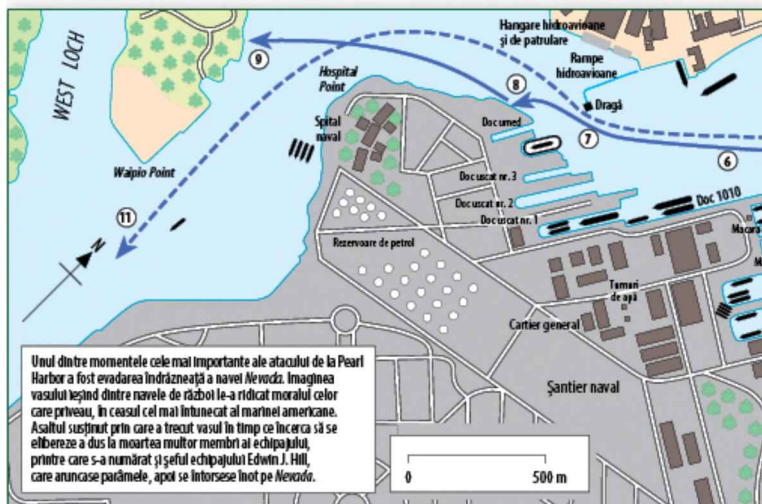 Hangare hidroavioane
și de patrulare
Rampe
hidroavioane
WEST LOCH
9
Hospital
Point
8
Dragă
Spital
naval
Doc umed
7
6
Waipio Point
Doc uscat nr. 3
Doc uscat nr. 2
Doc 1010
Doc uscat nr. 1
11
Macara
N
Rezervoare de petrol
M
Turnuri
de apă
Cartier general
Șantier naval
Unul dintre momentele cele mai importante ale atacului de la Pearl
Harbor a fost evadarea îndrăzneață a navei Nevada. Imaginea
vasului ieșind dintre navele de război le-a ridicat moralul celor
care priveau, în ceasul cel mai întunecat al marinei americane.
Asaltul susținut prin care a trecut vasul în timp ce încerca să se
elibereze a dus la moartea multor membri ai echipajului,
printre care s-a numărat și șeful echipajului Edwin J. Hill,
care aruncase parâmele, apoi se întorsese înot pe Nevada.
0 500 m